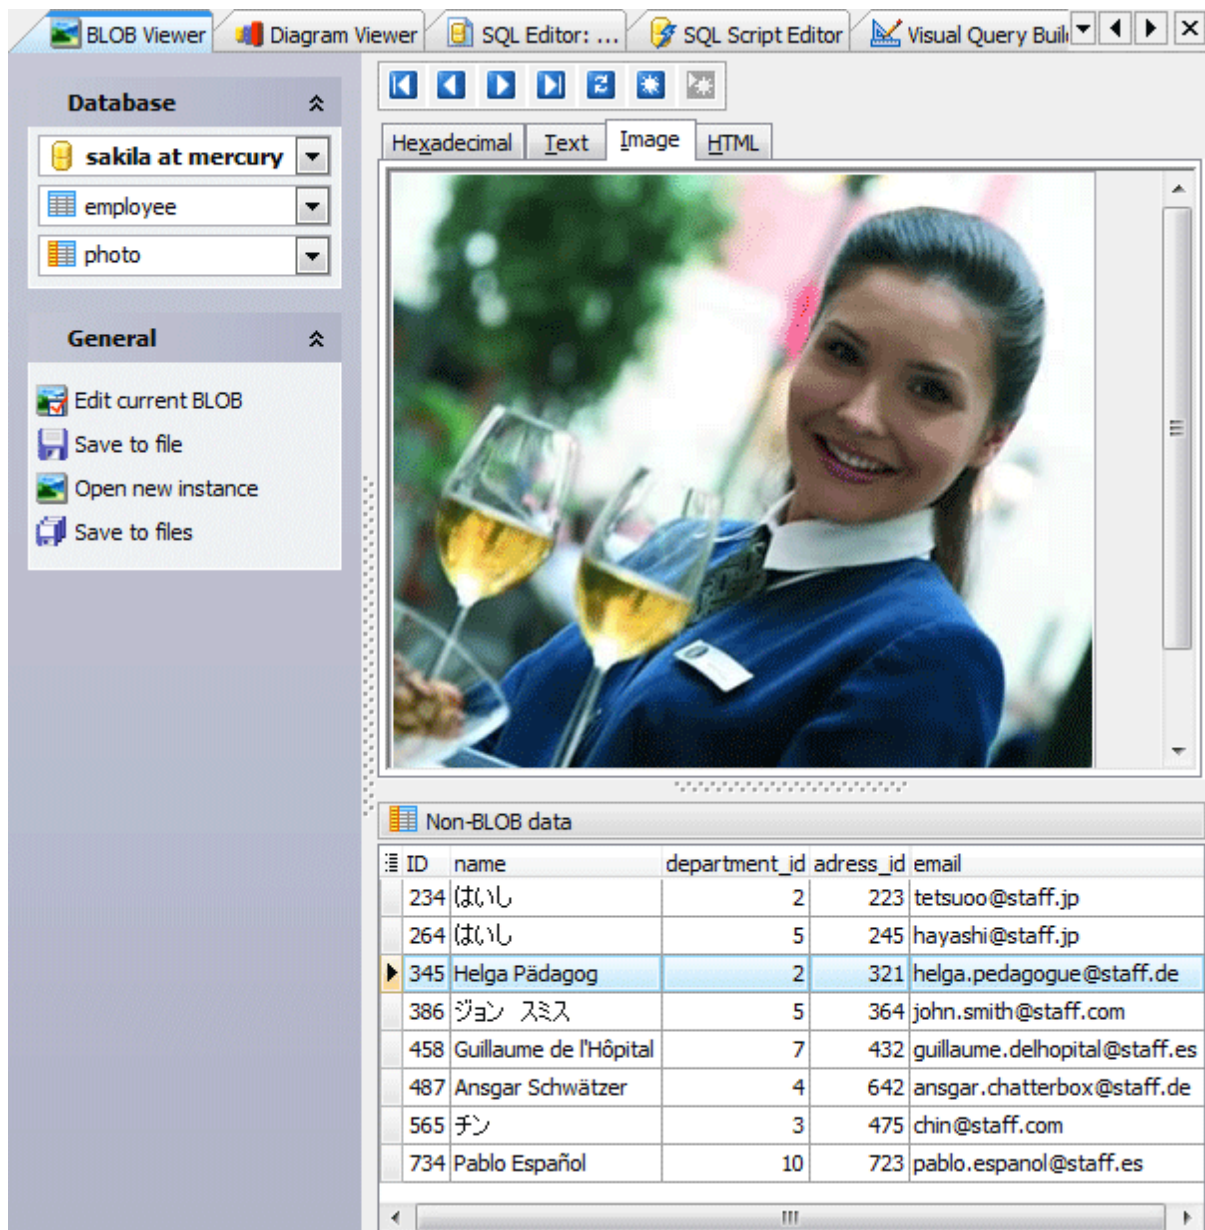 BLOB Viewer Diagram Viewer SQL Editor: ... SQL Script Editor Visual Query Buil
Database
sakila at mercury
employee
photo
General
Edit current BLOB
Save to file
Open new instance
Save to files
Hexadecimal Text Image HTML
Non-BLOB data
ID name department_id adress_id email
234 はいし 2 223 tetsuoo@staff.jp
264 はいし 5 245 hayashi@staff.jp
345 Helga Pädagog 2 321 helga.pedagogue@staff.de
386 ジョン スミス 5 364 john.smith@staff.com
458 Guillaume de l'Hôpital 7 432 guillaume.delhopital@staff.es
487 Ansgar Schwätzer 4 642 ansgar.chatterbox@staff.de
565 チン 3 475 chin@staff.com
734 Pablo Español 10 723 pablo.espanol@staff.es